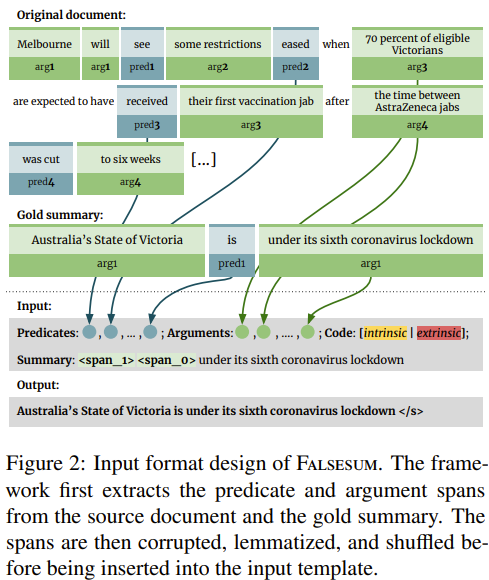 Original document:
Melbourne will see some restrictions eased when 70 percent of eligible Victorians
arg1 arg1 pred1 arg2 pred2 arg3
are expected to have received their first vaccination jab after the time between AstraZeneca jabs
pred3 arg3 arg4
was cut to six weeks [...]
pred4 arg4
Gold summary:
Australia's State of Victoria is under its sixth coronavirus lockdown
arg1 pred1 arg1
Input:
Predicates: , , ... , ; Arguments: , , ...., ; Code: [intrinsic | extrinsic];
Summary: <span_1> <span_0> under its sixth coronavirus lockdown
Output:
Australia's State of Victoria is under its sixth coronavirus lockdown </s>
Figure 2: Input format design of FALSESUM. The frame-
work first extracts the predicate and argument spans
from the source document and the gold summary. The
spans are then corrupted, lemmatized, and shuffled be-
fore being inserted into the input template.